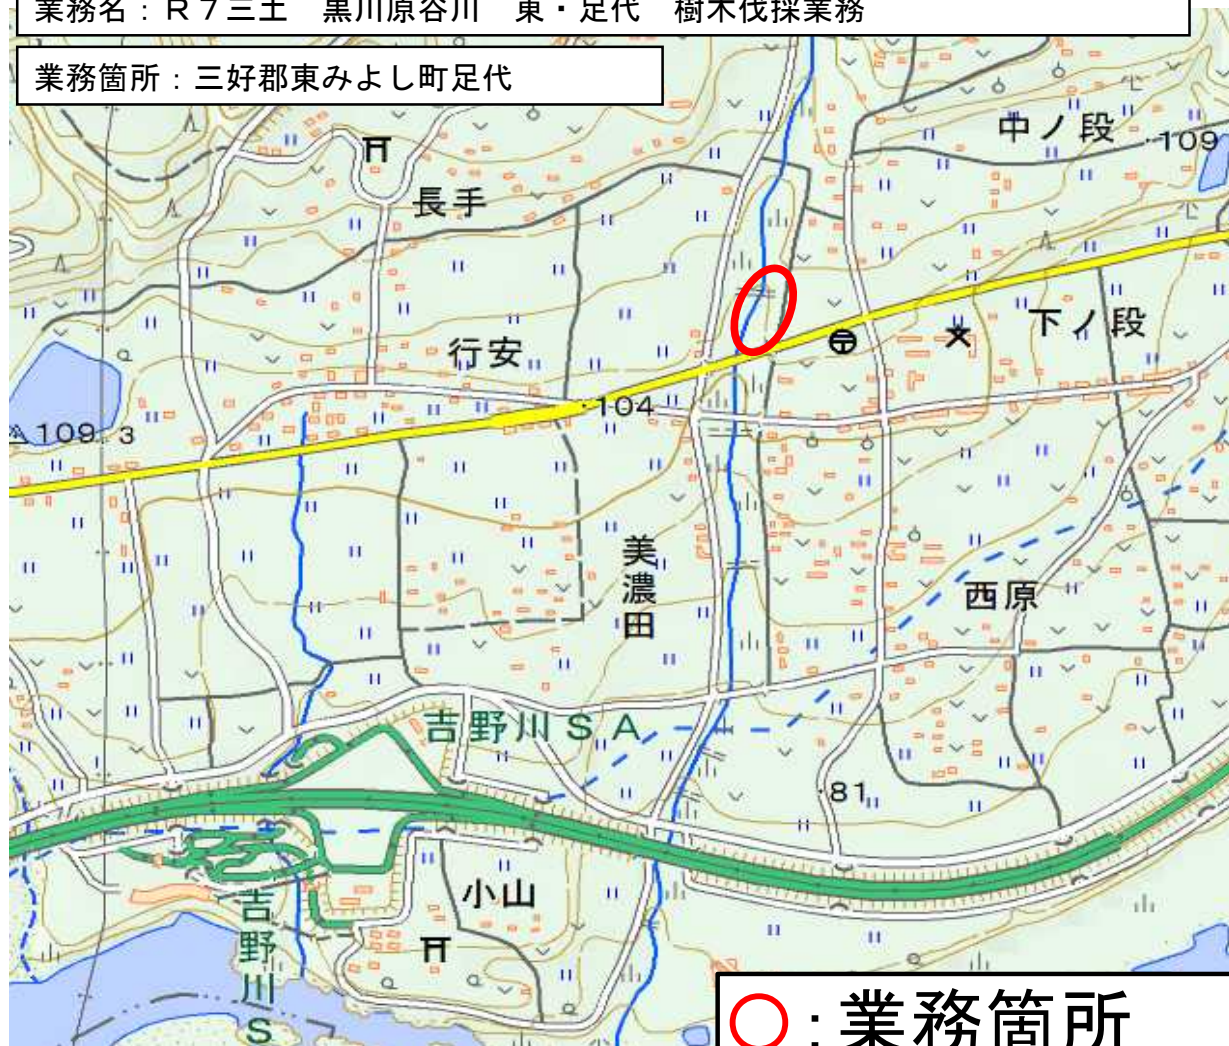 業務名：R７三土　黒川原谷川　東・足代　樹木伐採業務
業務箇所：三好郡東みよし町足代
中ノ段
109
長手
下ノ段
行安
104
109.3
美濃田
西原
吉野川SA
81
小山
吉野川S
○：業務箇所